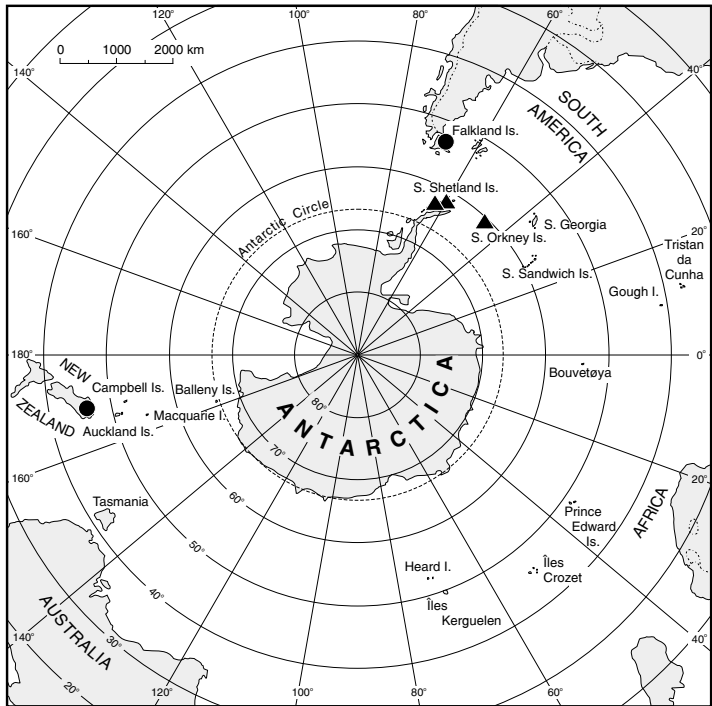 120°
100°
80°
60°
0 1000 2000 km
140°
40°
SOUTH
AMERICA
Falkland Is.
S. Shetland Is.
Antarctic Circle
S. Georgia
S. Orkney Is.
160°
20°
Tristan
da
Cunha
S. Sandwich Is.
Gough I.
180°
0°
NEW
ZEALAND
Campbell Is.
Balleny Is.
Macquarie I.
Auckland Is.
Bouvetøya
ANTARCTICA
80°
70°
60°
50°
40°
30°
20°
160°
20°
Tasmania
AFRICA
Prince
Edward
Is.
Heard I.
Îles
Crozet
Îles
Kerguelen
AUSTRALIA
140°
40°
120°
100°
80°
60°